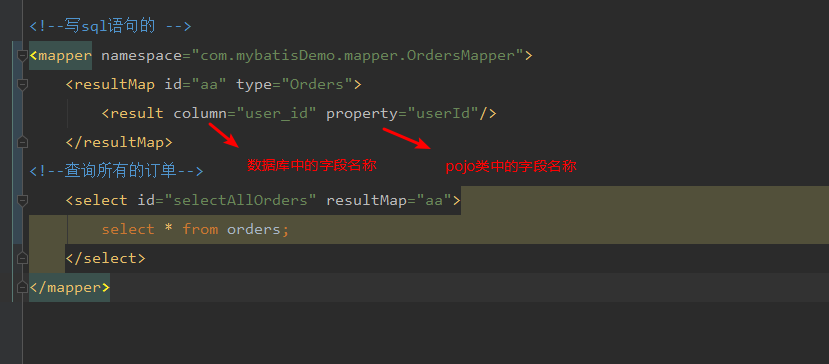 <!--写sql语句的 -->
<mapper namespace="com.mybatisDemo.mapper.OrdersMapper">
<resultMap id="aa" type="Orders">
<result column="user_id" property="userId"/>
</resultMap>
数据库中的字段名称
pojo类中的字段名称
<!--查询所有的订单-->
<select id="selectAllOrders" resultMap="aa">
select * from orders;
</select>
</mapper>